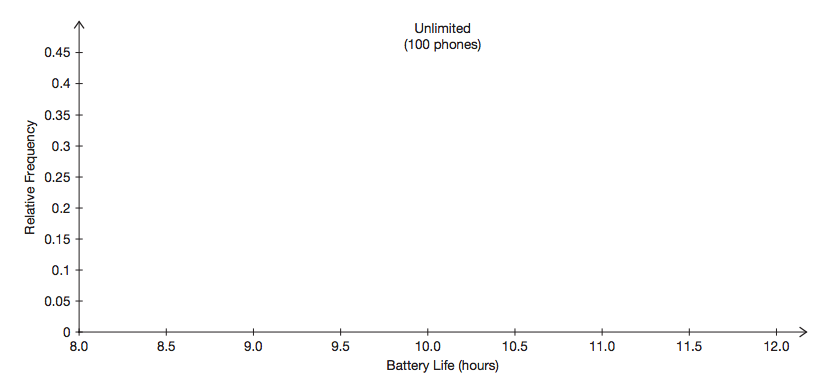 Unlimited
(100 phones)
Relative Frequency
0.45
0.4
0.35
0.3
0.25
0.2
0.15
0.1
0.05
0
8.0 8.5 9.0 9.5 10.0 10.5 11.0 11.5 12.0
Battery Life (hours)